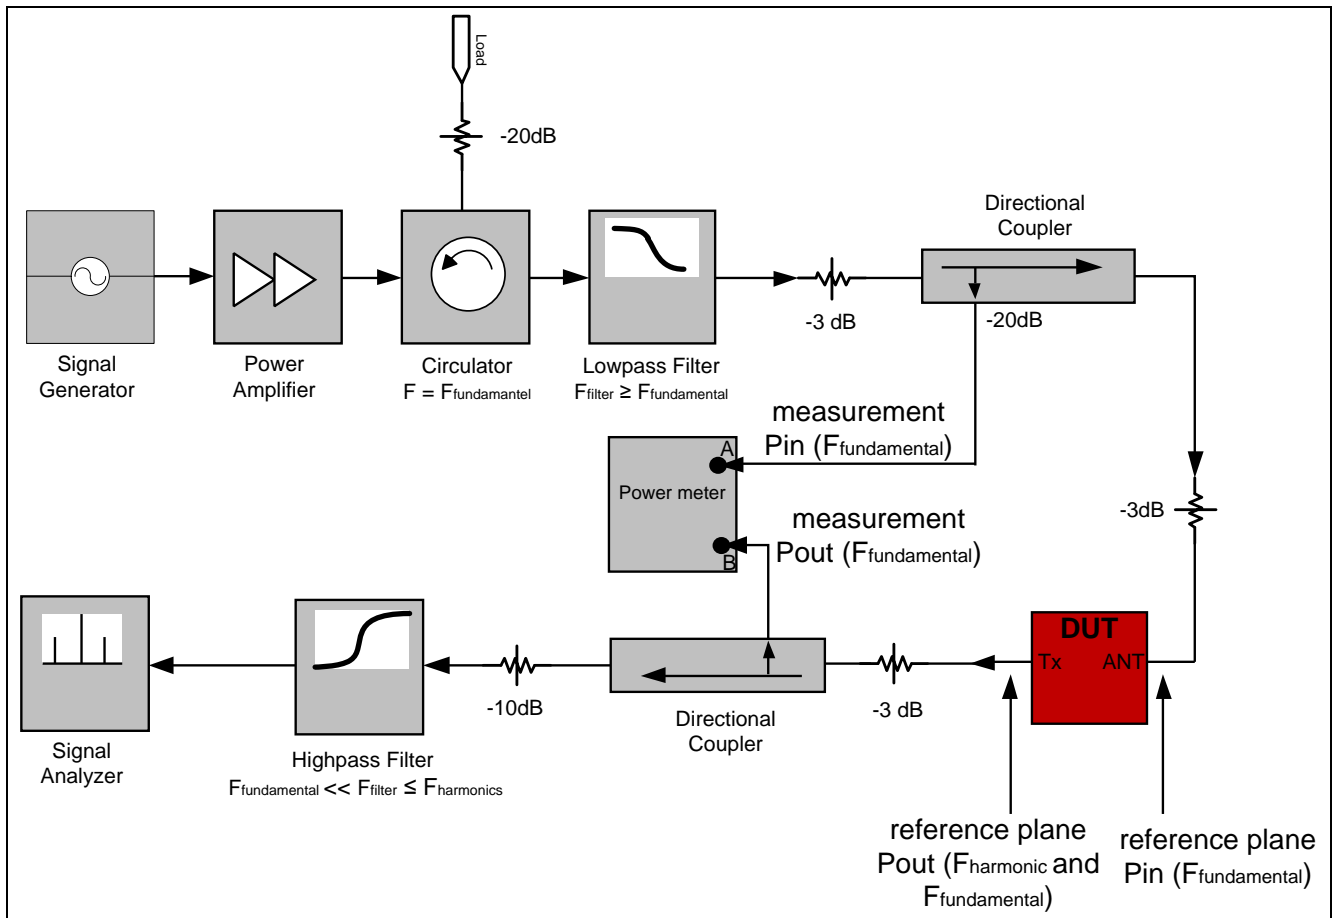 Load
-20dB
Directional
Coupler
-20dB
-3 dB
Signal
Generator
Power
Amplifier
Circulator
F = Ffundamantel
Lowpass Filter
Ffilter ≥ Ffundamental
measurement
Pin (Ffundamental)
A
Power meter
B
measurement
Pout (Ffundamental)
-3dB
DUT
Tx ANT
-3 dB
Directional
Coupler
-10dB
Highpass Filter
Ffundamental << Ffilter ≤ Fharmonics
Signal
Analyzer
reference plane
Pout (Fharmonic and
Ffundamental)
reference plane
Pin (Ffundamental)